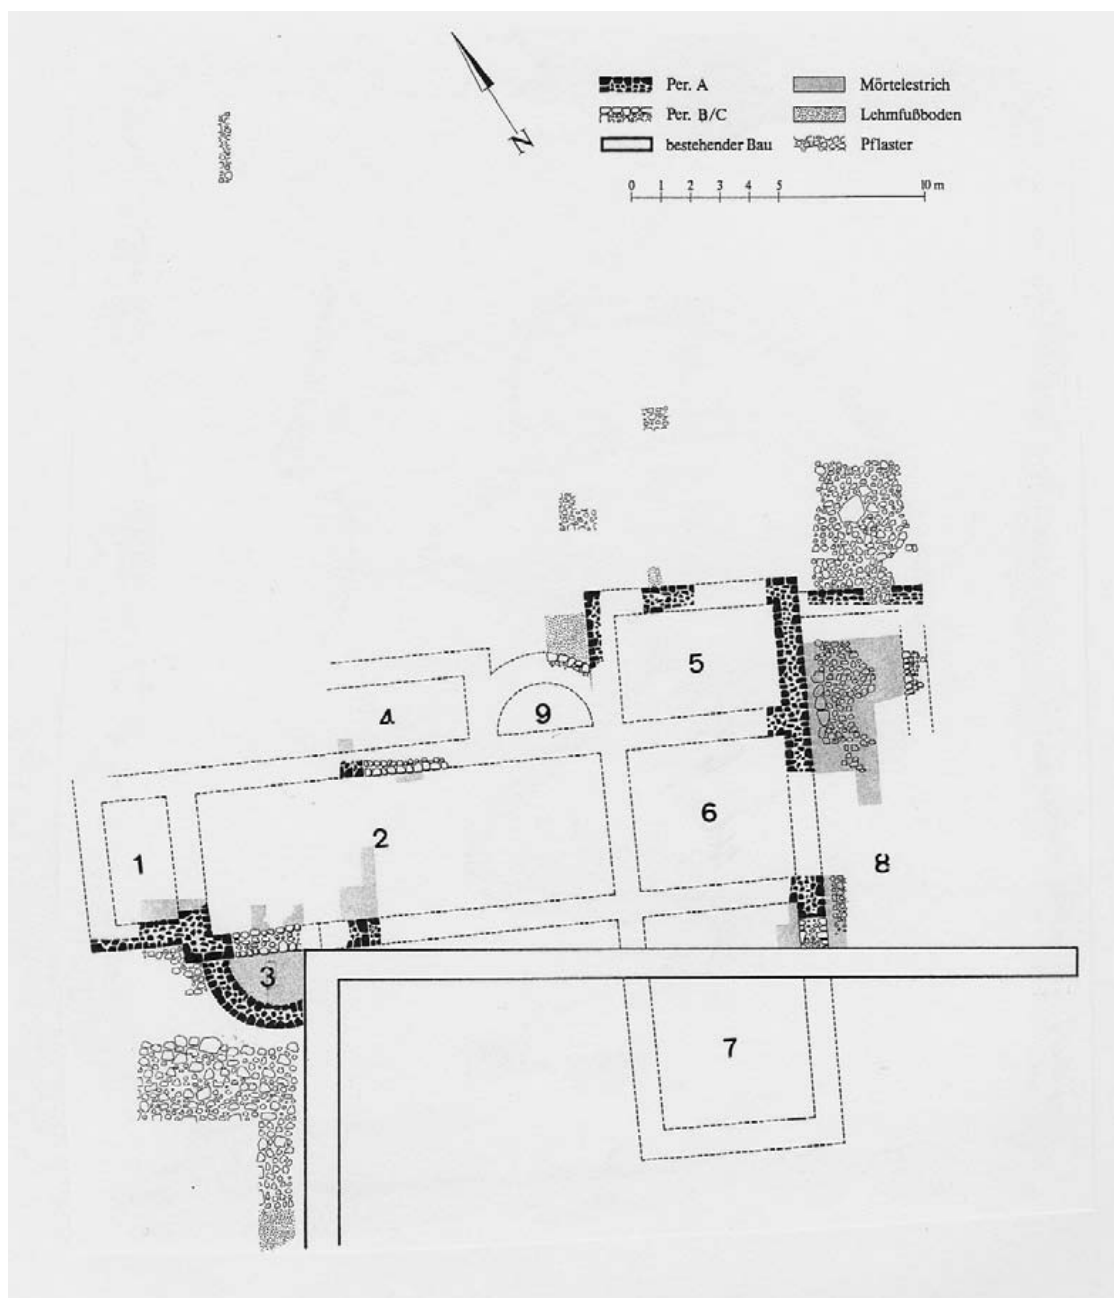 N
Per. A
Per. B/C
bestehender Bau
Mörtelestrich
Lehmfußboden
Pflaster
0 1 2 3 4 5 10 m
5
4
9
6
2
1
8
3
7